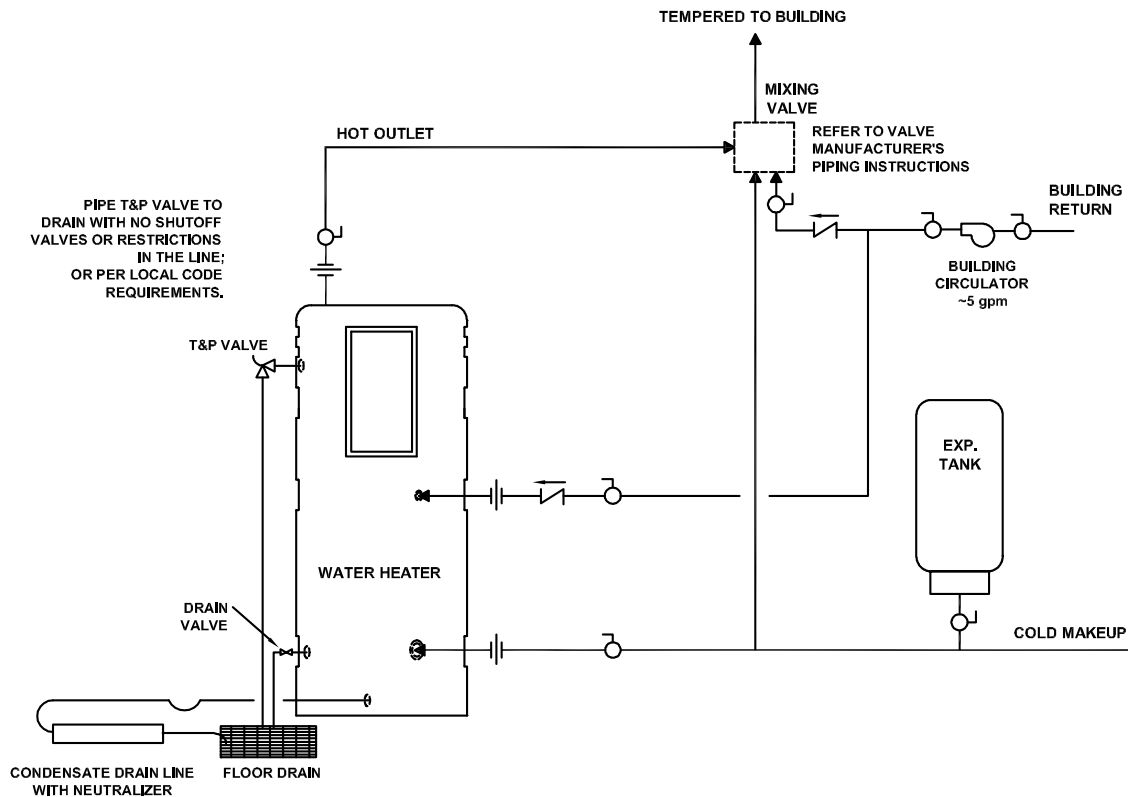 TEMPERED TO BUILDING
MIXING
VALVE
HOT OUTLET
REFER TO VALVE
MANUFACTURER'S
PIPING INSTRUCTIONS
BUILDING
RETURN
PIPE T&P VALVE TO
DRAIN WITH NO SHUTOFF
VALVES OR RESTRICTIONS
IN THE LINE;
OR PER LOCAL CODE
REQUIREMENTS.
BUILDING
CIRCULATOR
~5 gpm
T&P VALVE
EXP.
TANK
WATER HEATER
DRAIN
VALVE
COLD MAKEUP
CONDENSATE DRAIN LINE
WITH NEUTRALIZER
FLOOR DRAIN